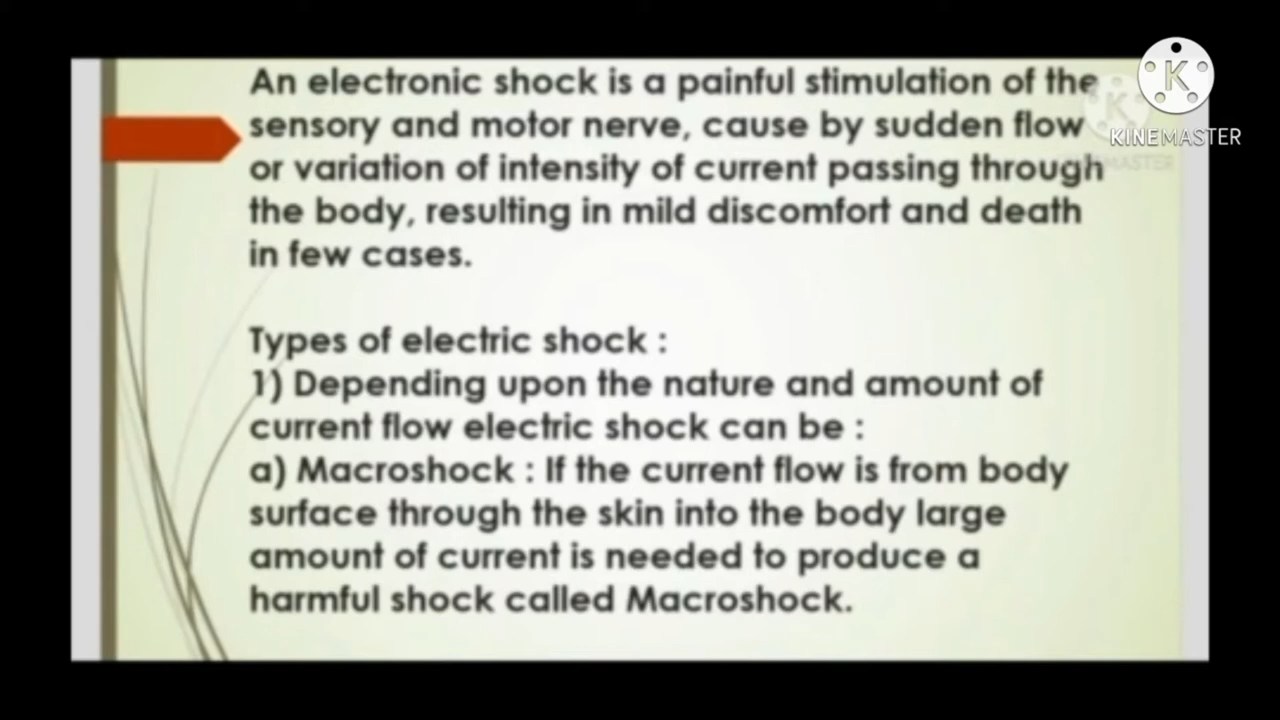 An electronic shock is a painful stimulation of the
sensory and motor nerve, cause by sudden flow
or variation of intensity of current passing through
the body, resulting in mild discomfort and death
in few cases.
Types of electric shock :
1) Depending upon the nature and amount of
current flow electric shock can be :
a) Macroshock : If the current flow is from body
surface through the skin into the body large
amount of current is needed to produce a
harmful shock called Macroshock.
K
KINEMASTER
K
KINEMASTER